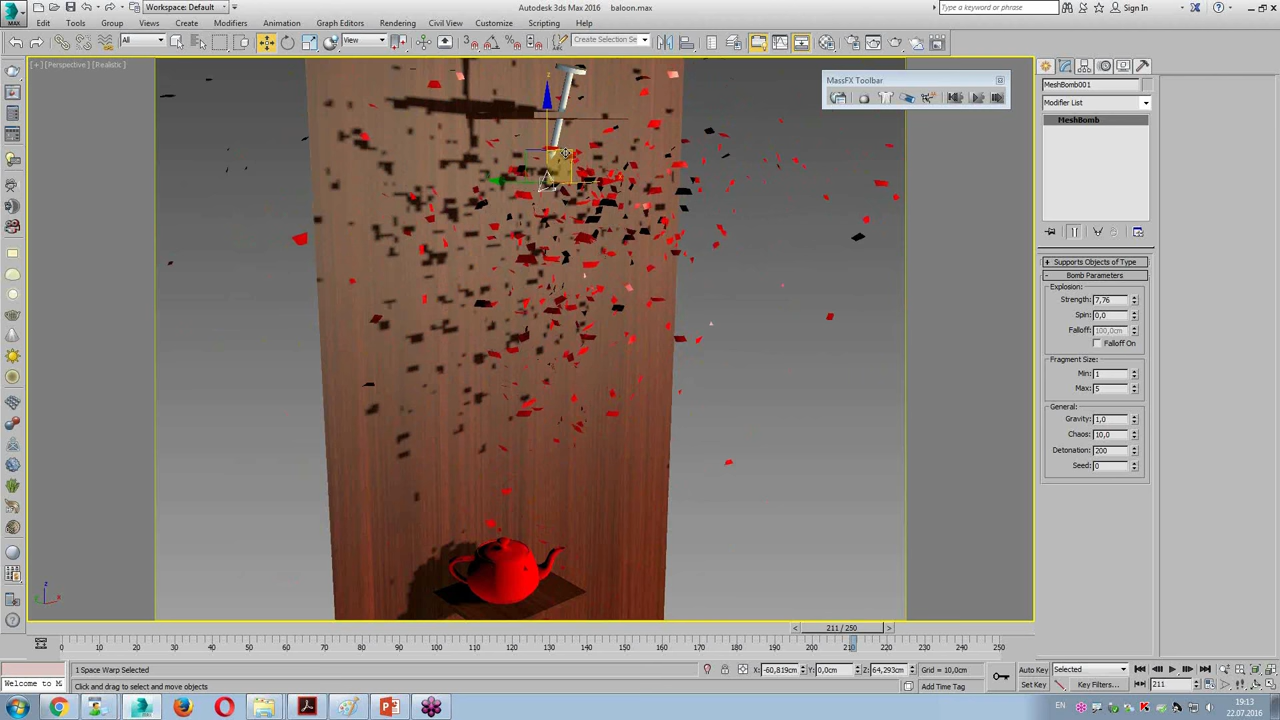 MAX
Workspace: Default
Autodesk 3ds Max 2016    baloon.max
Type a keyword or phrase
Sign In
Edit Tools Group Views Create Modifiers Animation Graph Editors Rendering Civil View Customize Scripting Help
All
View
Create Selection Se
[+] [Perspective] [Realistic]
MassFX Toolbar
MeshBomb001
Modifier List
MeshBomb
+ Supports Objects of Type
- Bomb Parameters
Explosion:
Strength: 7,76
Spin: 0,0
Falloff: 100,0cm
Falloff On
Fragment Size:
Min: 1
Max: 5
General:
Gravity: 1,0
Chaos: 10,0
Detonation: 200
Seed: 0
z
z
x
< 211 / 250 >
0 10 20 30 40 50 60 70 80 90 100 110 120 130 140 150 160 170 180 190 200 210 220 230 240 250
1 Space Warp Selected
X: -60,819cm Y: 0,0cm Z: 64,293cm Grid = 10,0cm
Auto Key Selected
Welcome to M
Click and drag to select and move objects
Add Time Tag
Set Key Key Filters... 211
EN
19:13
22.07.2016